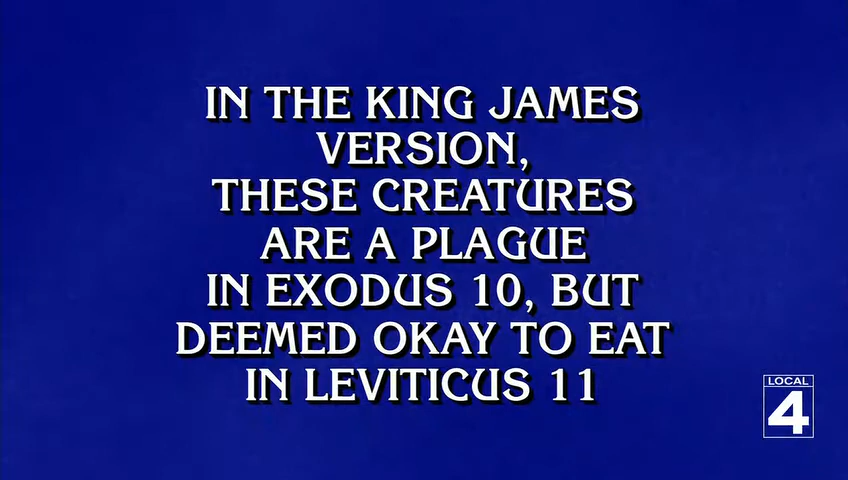 IN THE KING JAMES
VERSION,
THESE CREATURES
ARE A PLAGUE
IN EXODUS 10, BUT
DEEMED OKAY TO EAT
IN LEVITICUS 11
LOCAL
4